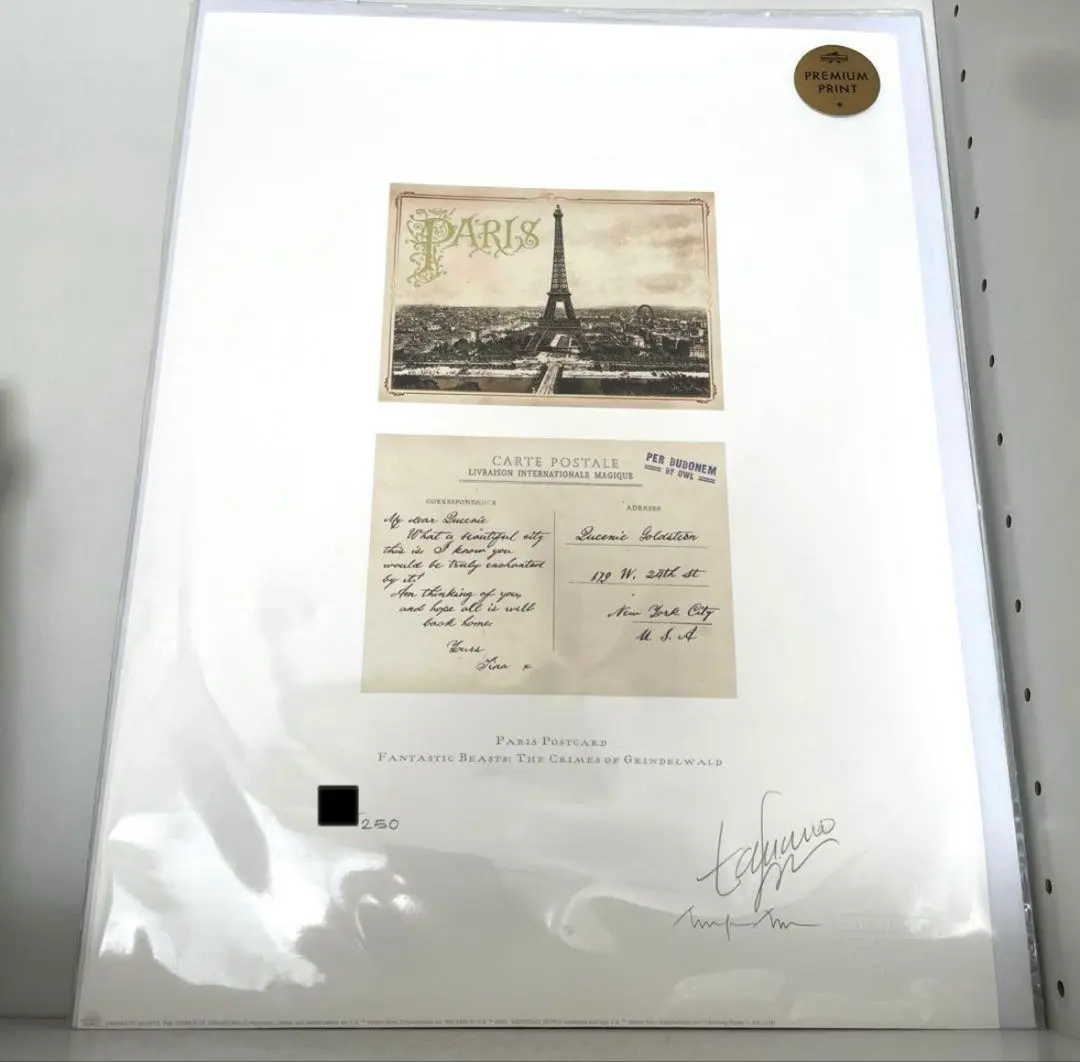 PREMIUM
PRINT
PARIS
CARTE POSTALE
LIVRAISON INTERNATIONALE MAGIQUE
PER BUBONEM
BY OWL
CORRESPONDANCE
ADRESSE
My dear Queenie
What a beautiful city
this is! I know you
would be truly enchanted
by it!
Am thinking of you
and hope all is well
back home.
Yours
Tina x
Queenie Goldstein
679 W. 24th st
New York City
U.S.A
PARIS POSTCARD
FANTASTIC BEASTS: THE CRIMES OF GRINDELWALD
250